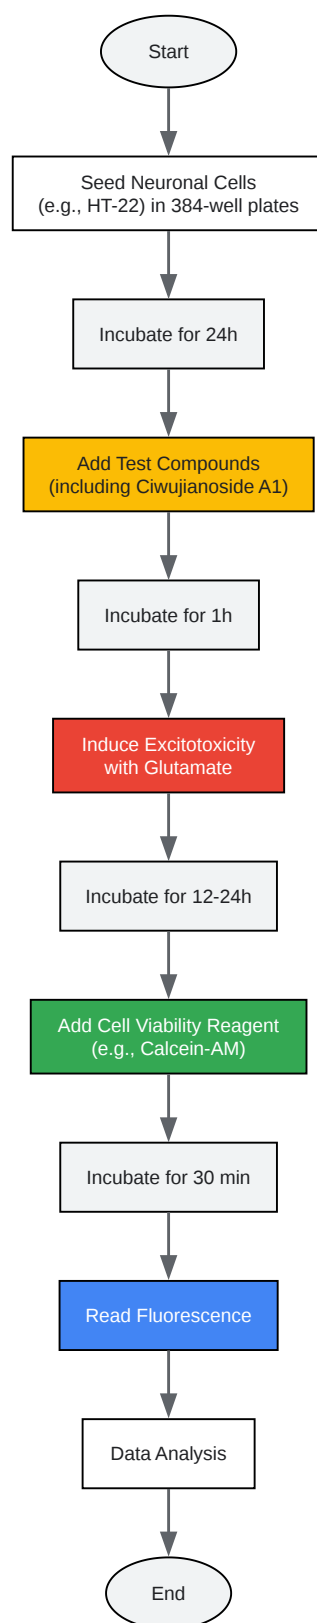 Start
Seed Neuronal Cells
(e.g., HT-22) in 384-well plates
Incubate for 24h
Add Test Compounds
(including Ciwujianoside A1)
Incubate for 1h
Induce Excitotoxicity
with Glutamate
Incubate for 12-24h
Add Cell Viability Reagent
(e.g., Calcein-AM)
Incubate for 30 min
Read Fluorescence
Data Analysis
End